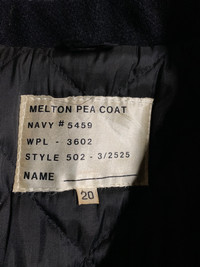 MELTON PEA COAT
NAVY # 5459
WPL - 3602
STYLE 502 - 3/2525
NAME
20